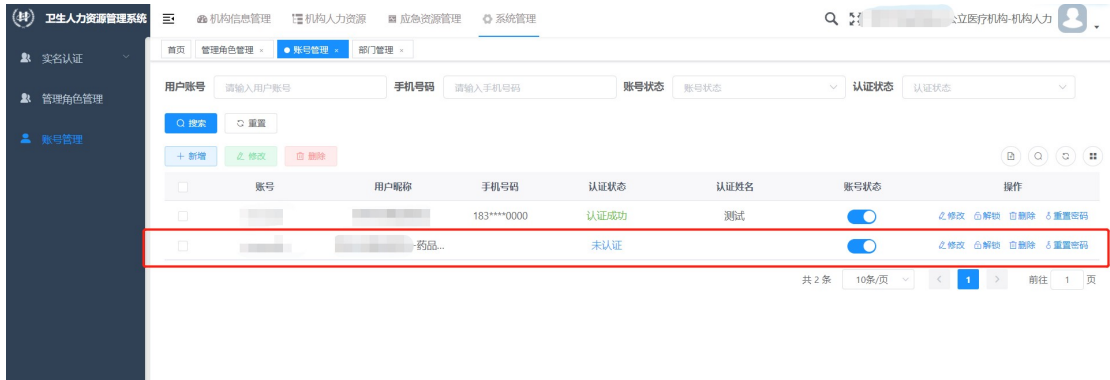 卫生人力资源管理系统
机构信息管理 机构人力资源 应急资源管理 系统管理
公立医疗机构-机构人力
实名认证
管理角色管理
账号管理
首页 管理角色管理 × 账号管理 × 部门管理 ×
用户账号 请输入用户账号 手机号码 请输入手机号码 账号状态 账号状态 认证状态 认证状态
搜索 重置
+ 新增 修改 删除
账号 用户昵称 手机号码 认证状态 认证姓名 账号状态 操作
183****0000 认证成功 测试 修改 解锁 删除 重置密码
-药品... 未认证 修改 解锁 删除 重置密码
共 2 条 10条/页 < 1 > 前往 1 页